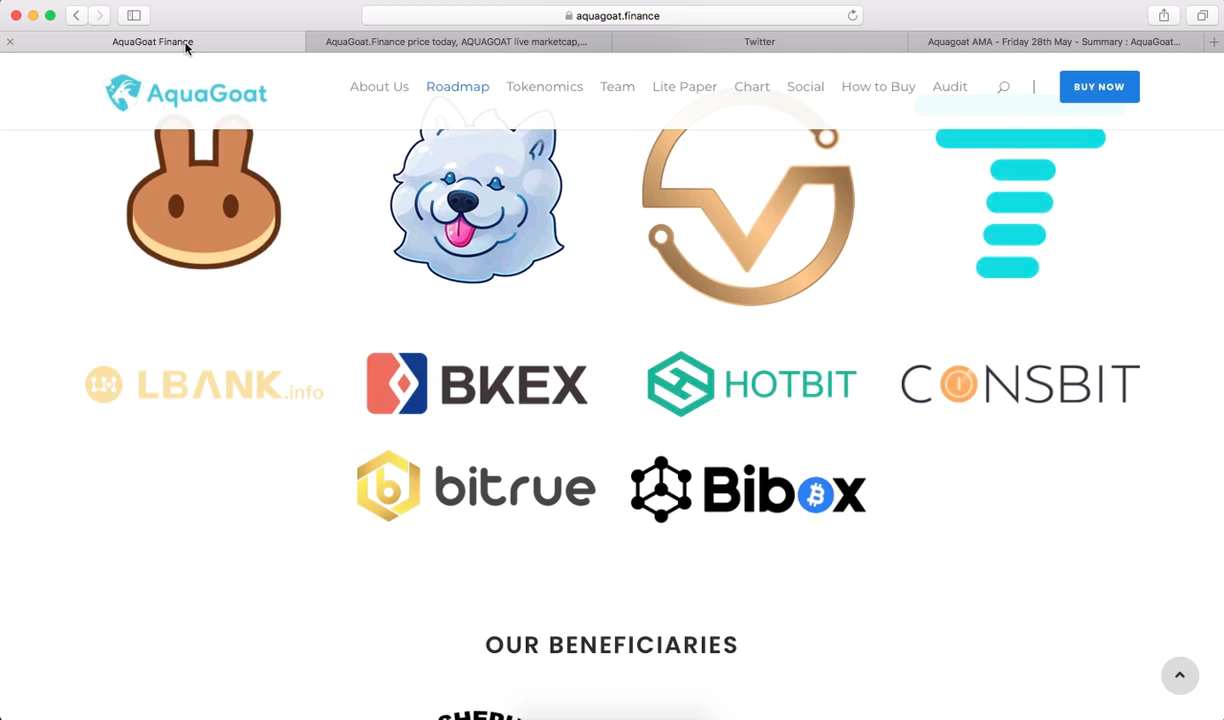 aquagoat.finance
AquaGoat Finance
AquaGoat.Finance price today, AQUAGOAT live marketcap,...
Twitter
Aquagoat AMA - Friday 28th May - Summary : AquaGoat...
AquaGoat
About Us
Roadmap
Tokenomics
Team
Lite Paper
Chart
Social
How to Buy
Audit
BUY NOW
LBANK.info
BKEX
HOTBIT
COINSBIT
bitrue
Bibox
OUR BENEFICIARIES